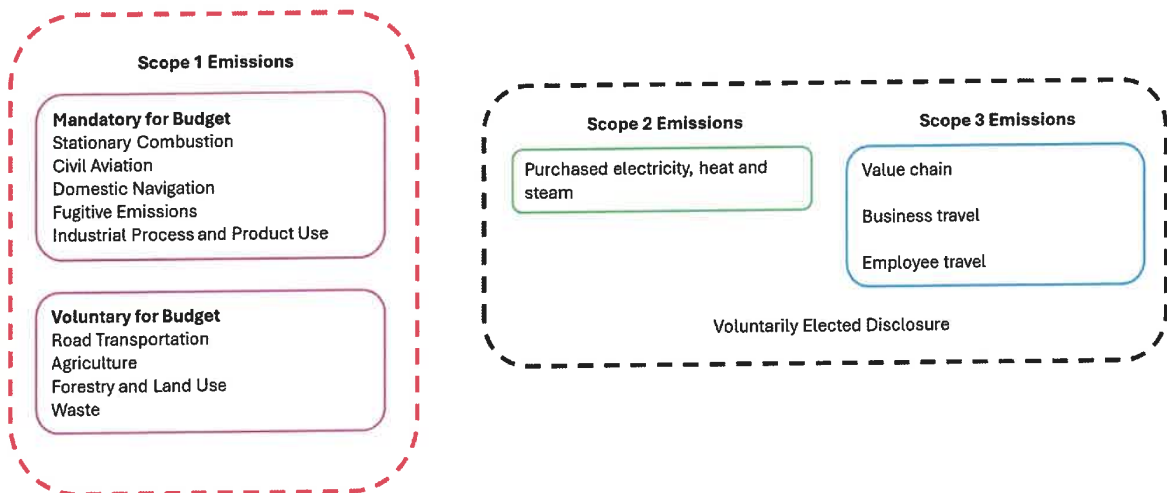 Scope 1 Emissions
Mandatory for Budget
Stationary Combustion
Civil Aviation
Domestic Navigation
Fugitive Emissions
Industrial Process and Product Use
Voluntary for Budget
Road Transportation
Agriculture
Forestry and Land Use
Waste
Scope 2 Emissions
Purchased electricity, heat and
steam
Scope 3 Emissions
Value chain
Business travel
Employee travel
Voluntarily Elected Disclosure